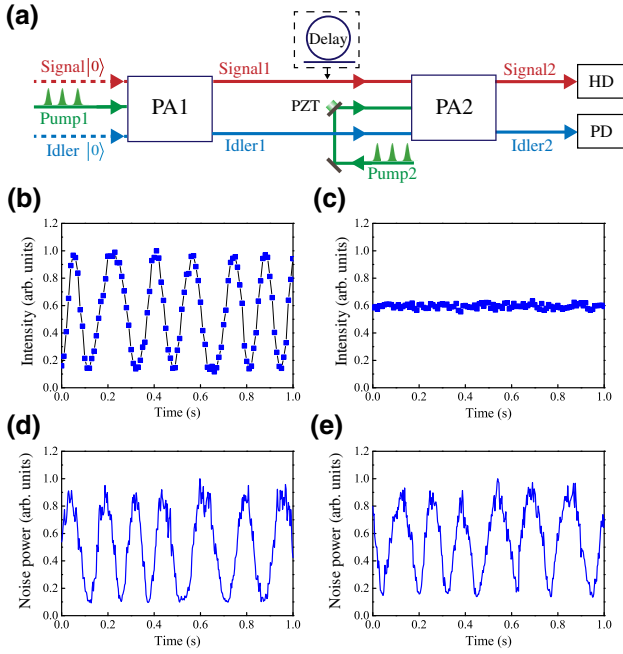 (a)
Delay
Signal|0⟩ Signal1 Signal2 HD
Pump1 PA1 PZT PA2
Idler |0⟩ Idler1 Idler2 PD
Pump2
(b) (c)
1.2 1.2
1.0 1.0
0.8 0.8
0.6 0.6
0.4 0.4
0.2 0.2
0.0 0.0
Intensity (arb. units) Intensity (arb. units)
0.0 0.2 0.4 0.6 0.8 1.0 0.0 0.2 0.4 0.6 0.8 1.0
Time (s) Time (s)
(d) (e)
1.2 1.2
1.0 1.0
0.8 0.8
0.6 0.6
0.4 0.4
0.2 0.2
0.0 0.0
Noise power (arb. units) Noise power (arb. units)
0.0 0.2 0.4 0.6 0.8 1.0 0.0 0.2 0.4 0.6 0.8 1.0
Time (s) Time (s)